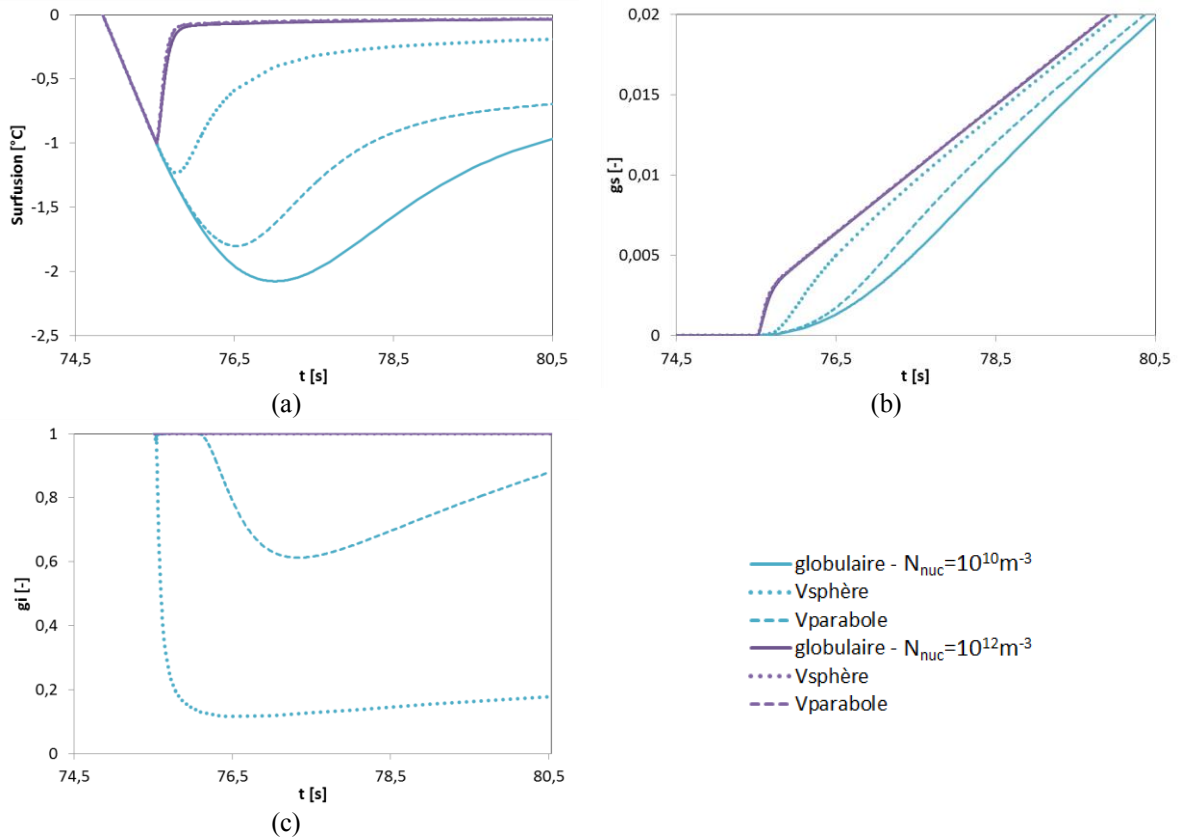 0
-0,5
-1
-1,5
-2
-2,5
Surfusion [°C]
74,5 76,5 78,5 80,5
t [s]
(a)
0,02
0,015
0,01
0,005
0
gs [-]
74,5 76,5 78,5 80,5
t [s]
(b)
1
0,8
0,6
0,4
0,2
0
gi [-]
74,5 76,5 78,5 80,5
t [s]
(c)
globulaire - Nnuc=10¹⁰m⁻³
Vsphère
Vparabole
globulaire - Nnuc=10¹²m⁻³
Vsphère
Vparabole